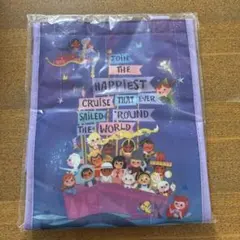 JOIN
THE
HAPPIEST
CRUISE THAT EVER
SAILED 'ROUND
THE WORLD